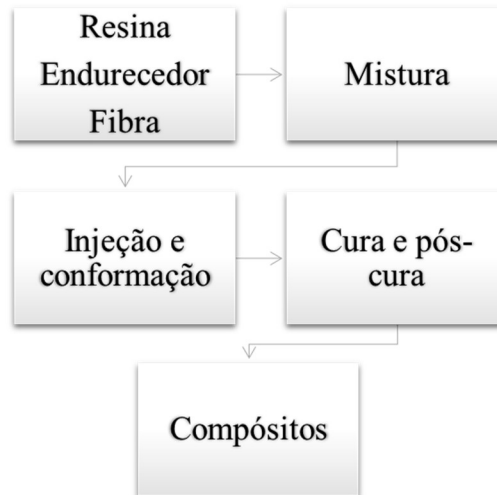 Resina
Endurecedor
Fibra
Mistura
Injeção e
conformação
Cura e pós-
cura
Compósitos